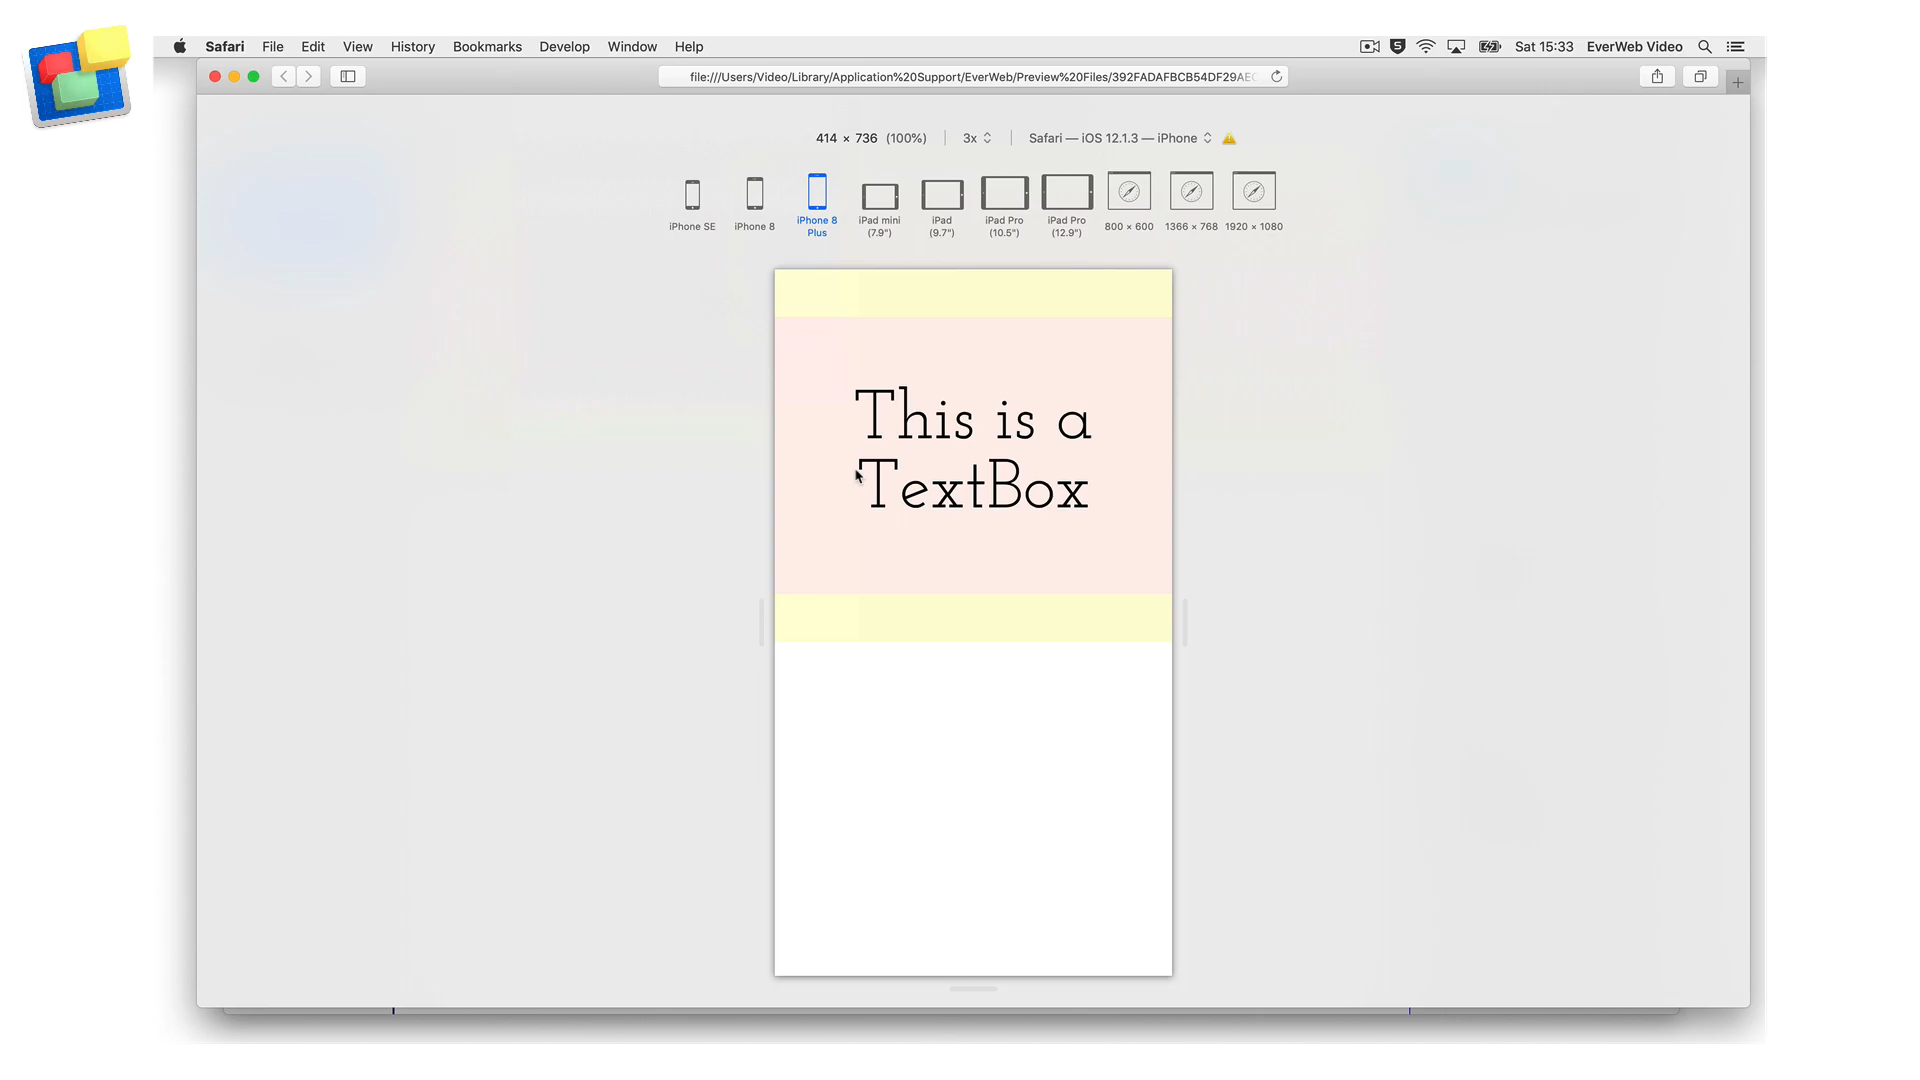 Safari File Edit View History Bookmarks Develop Window Help Sat 15:33 EverWeb Video
file:///Users/Video/Library/Application%20Support/EverWeb/Preview%20Files/392FADAFBCB54DF29AEC
414 × 736 (100%) 3x Safari — iOS 12.1.3 — iPhone
iPhone SE
iPhone 8
iPhone 8
Plus
iPad mini
(7.9")
iPad
(9.7")
iPad Pro
(10.5")
iPad Pro
(12.9")
800 × 600
1366 × 768
1920 × 1080
This is a
TextBox